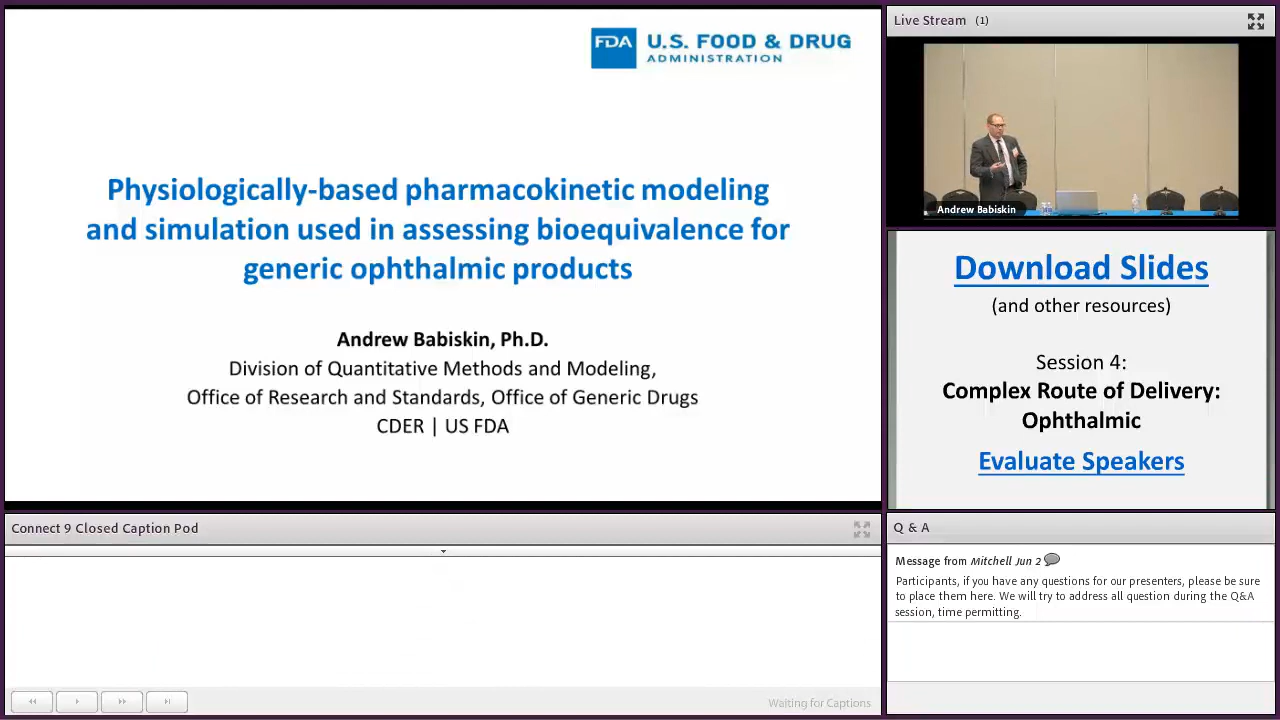 FDA U.S. FOOD & DRUG
ADMINISTRATION
Physiologically-based pharmacokinetic modeling
and simulation used in assessing bioequivalence for
generic ophthalmic products
Andrew Babiskin, Ph.D.
Division of Quantitative Methods and Modeling,
Office of Research and Standards, Office of Generic Drugs
CDER | US FDA
Connect 9 Closed Caption Pod
Waiting for Captions
Live Stream (1)
Andrew Babiskin
Download Slides
(and other resources)
Session 4:
Complex Route of Delivery:
Ophthalmic
Evaluate Speakers
Q & A
Message from Mitchell Jun 2
Participants, if you have any questions for our presenters, please be sure
to place them here. We will try to address all question during the Q&A
session, time permitting.